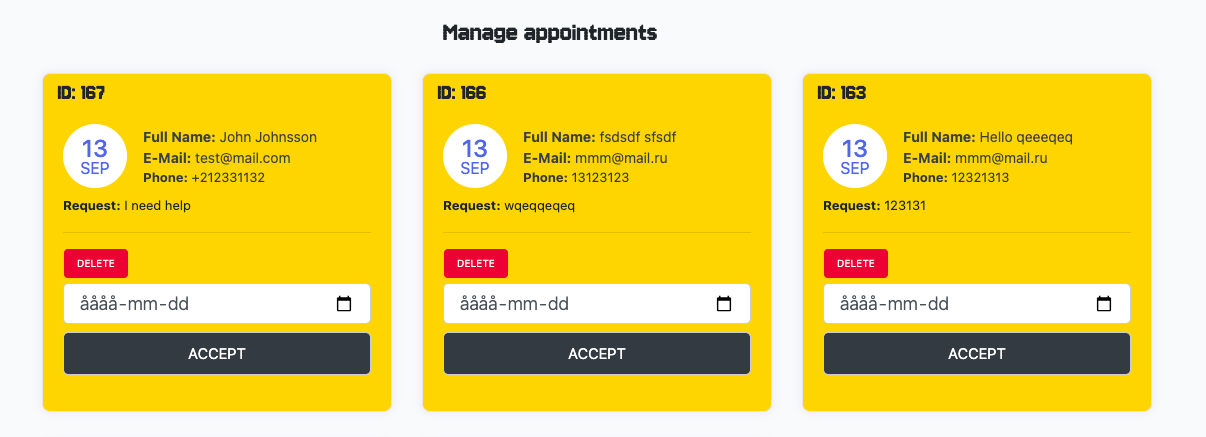 Manage appointments
ID: 167
13
SEP
Full Name: John Johnsson
E-Mail: test@mail.com
Phone: +212331132
Request: I need help
DELETE
åååå-mm-dd
ACCEPT
ID: 166
13
SEP
Full Name: fsdsdf sfsdf
E-Mail: mmm@mail.ru
Phone: 13123123
Request: wqeqqeqeq
DELETE
åååå-mm-dd
ACCEPT
ID: 163
13
SEP
Full Name: Hello qeeeqeq
E-Mail: mmm@mail.ru
Phone: 12321313
Request: 123131
DELETE
åååå-mm-dd
ACCEPT